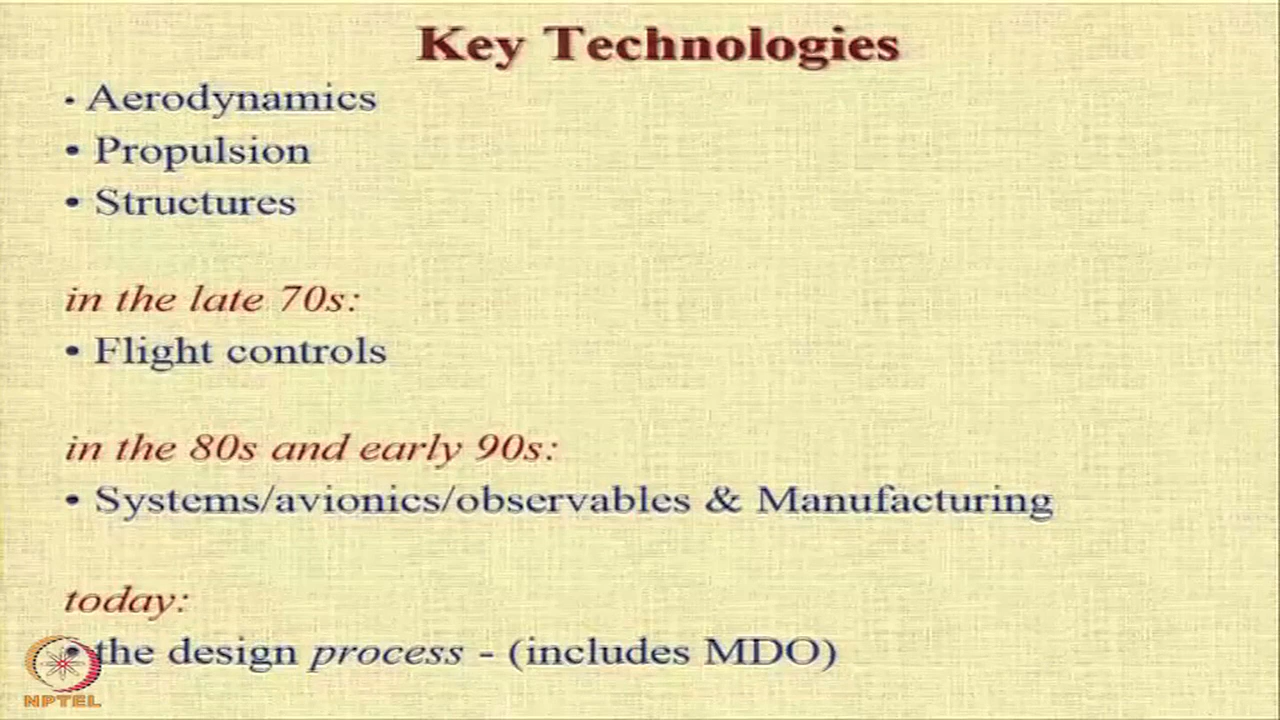 Key Technologies
• Aerodynamics
• Propulsion
• Structures
in the late 70s:
• Flight controls
in the 80s and early 90s:
• Systems/avionics/observables & Manufacturing
today:
• the design process - (includes MDO)
NPTEL